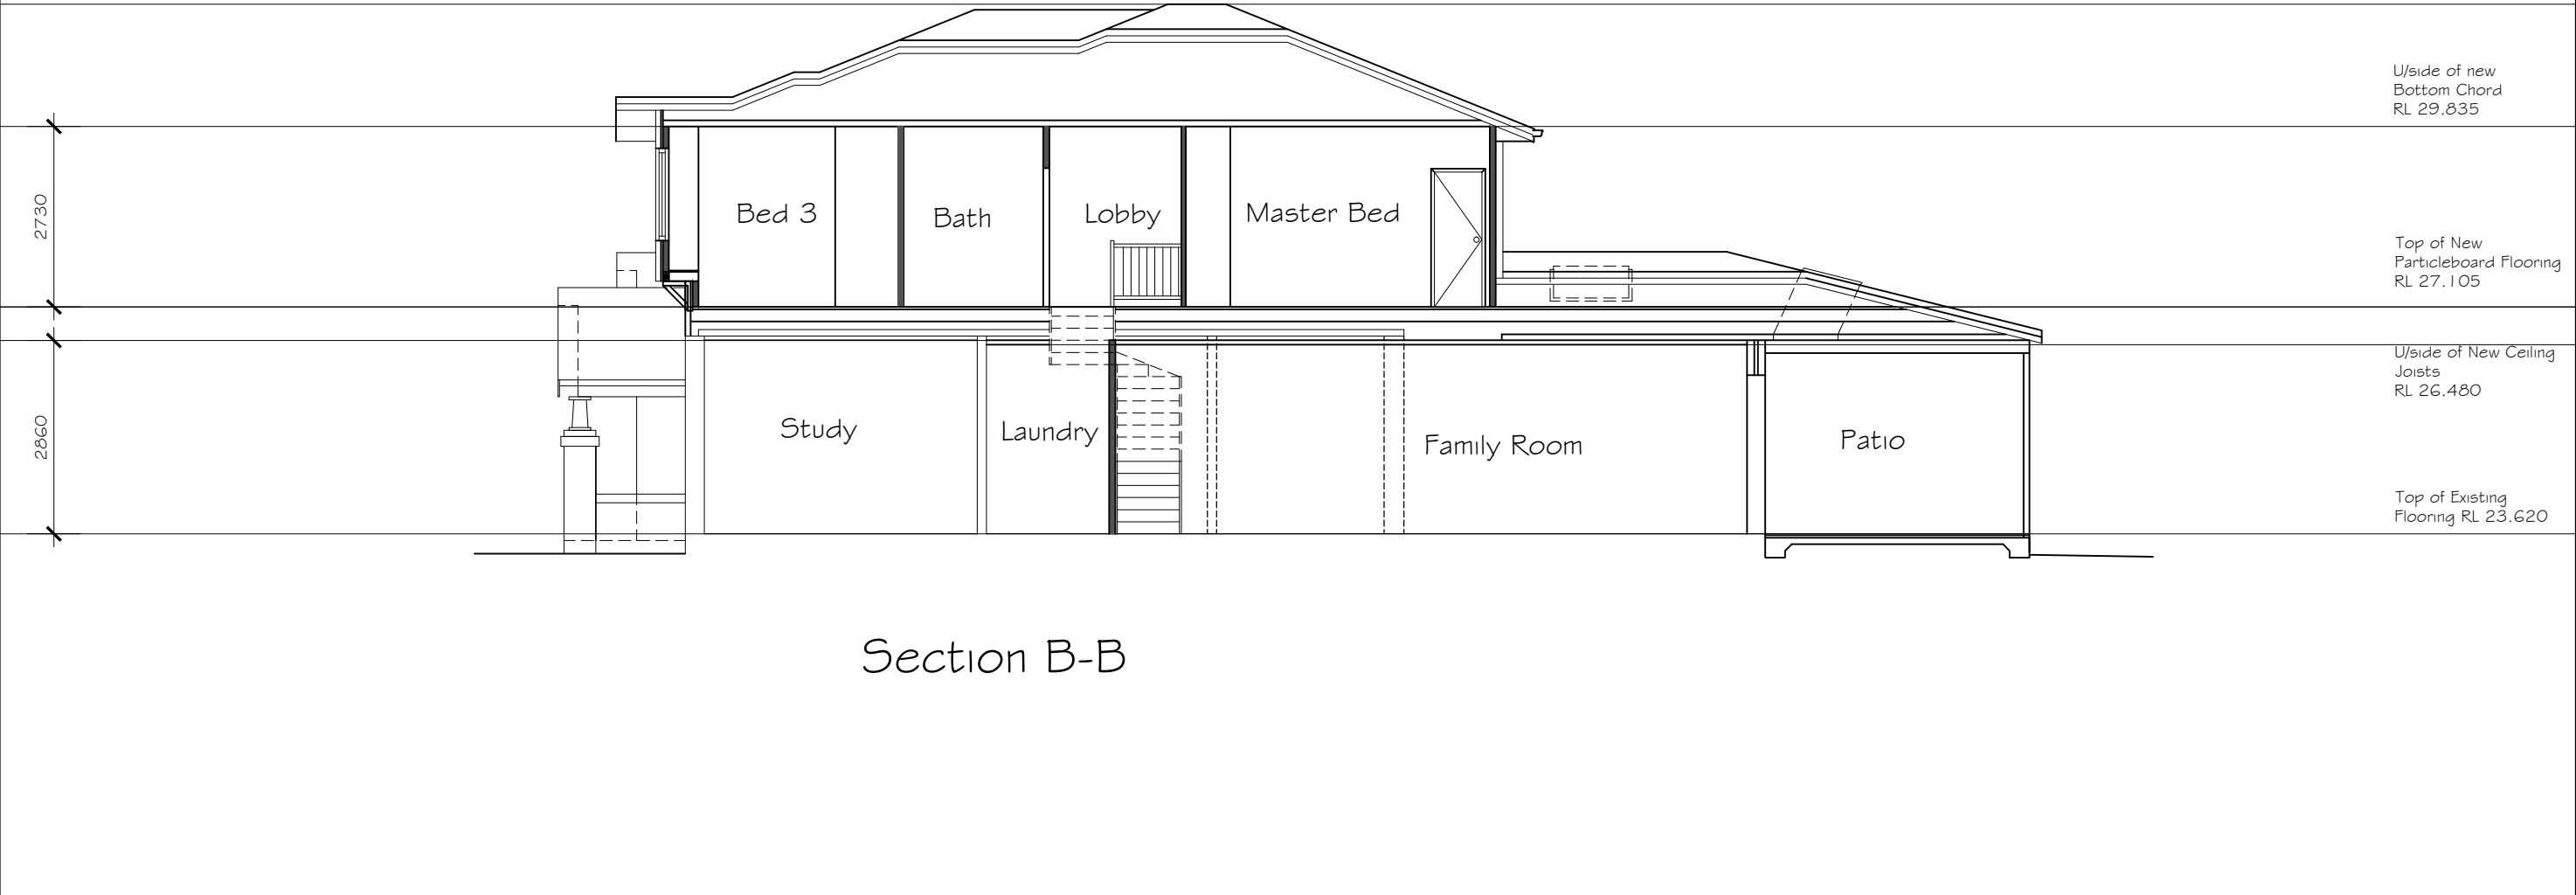 U/side of new
Bottom Chord
RL 29.835
2730
Bed 3
Bath
Lobby
Master Bed
Top of New
Particleboard Flooring
RL 27.105
U/side of New Ceiling
Joists
RL 26.480
2860
Study
Laundry
Family Room
Patio
Top of Existing
Flooring RL 23.620
Section B-B